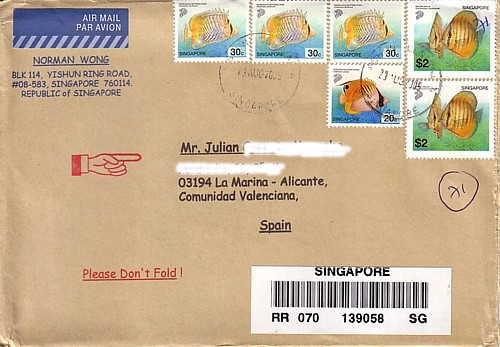 AIR MAIL
PAR AVION
NORMAN WONG
BLK 114, YISHUN RING ROAD,
#08-583, SINGAPORE 760114.
REPUBLIC of SINGAPORE
SINGAPORE
30c
SINGAPORE
30c
SINGAPORE
30c
SINGAPORE
$2
SINGAPORE
20c
SINGAPORE
$2
SINGAPORE
Mr. Julian
03194 La Marina - Alicante,
Comunidad Valenciana,
Spain
Please Don't Fold !
SINGAPORE
RR 070 139058 SG